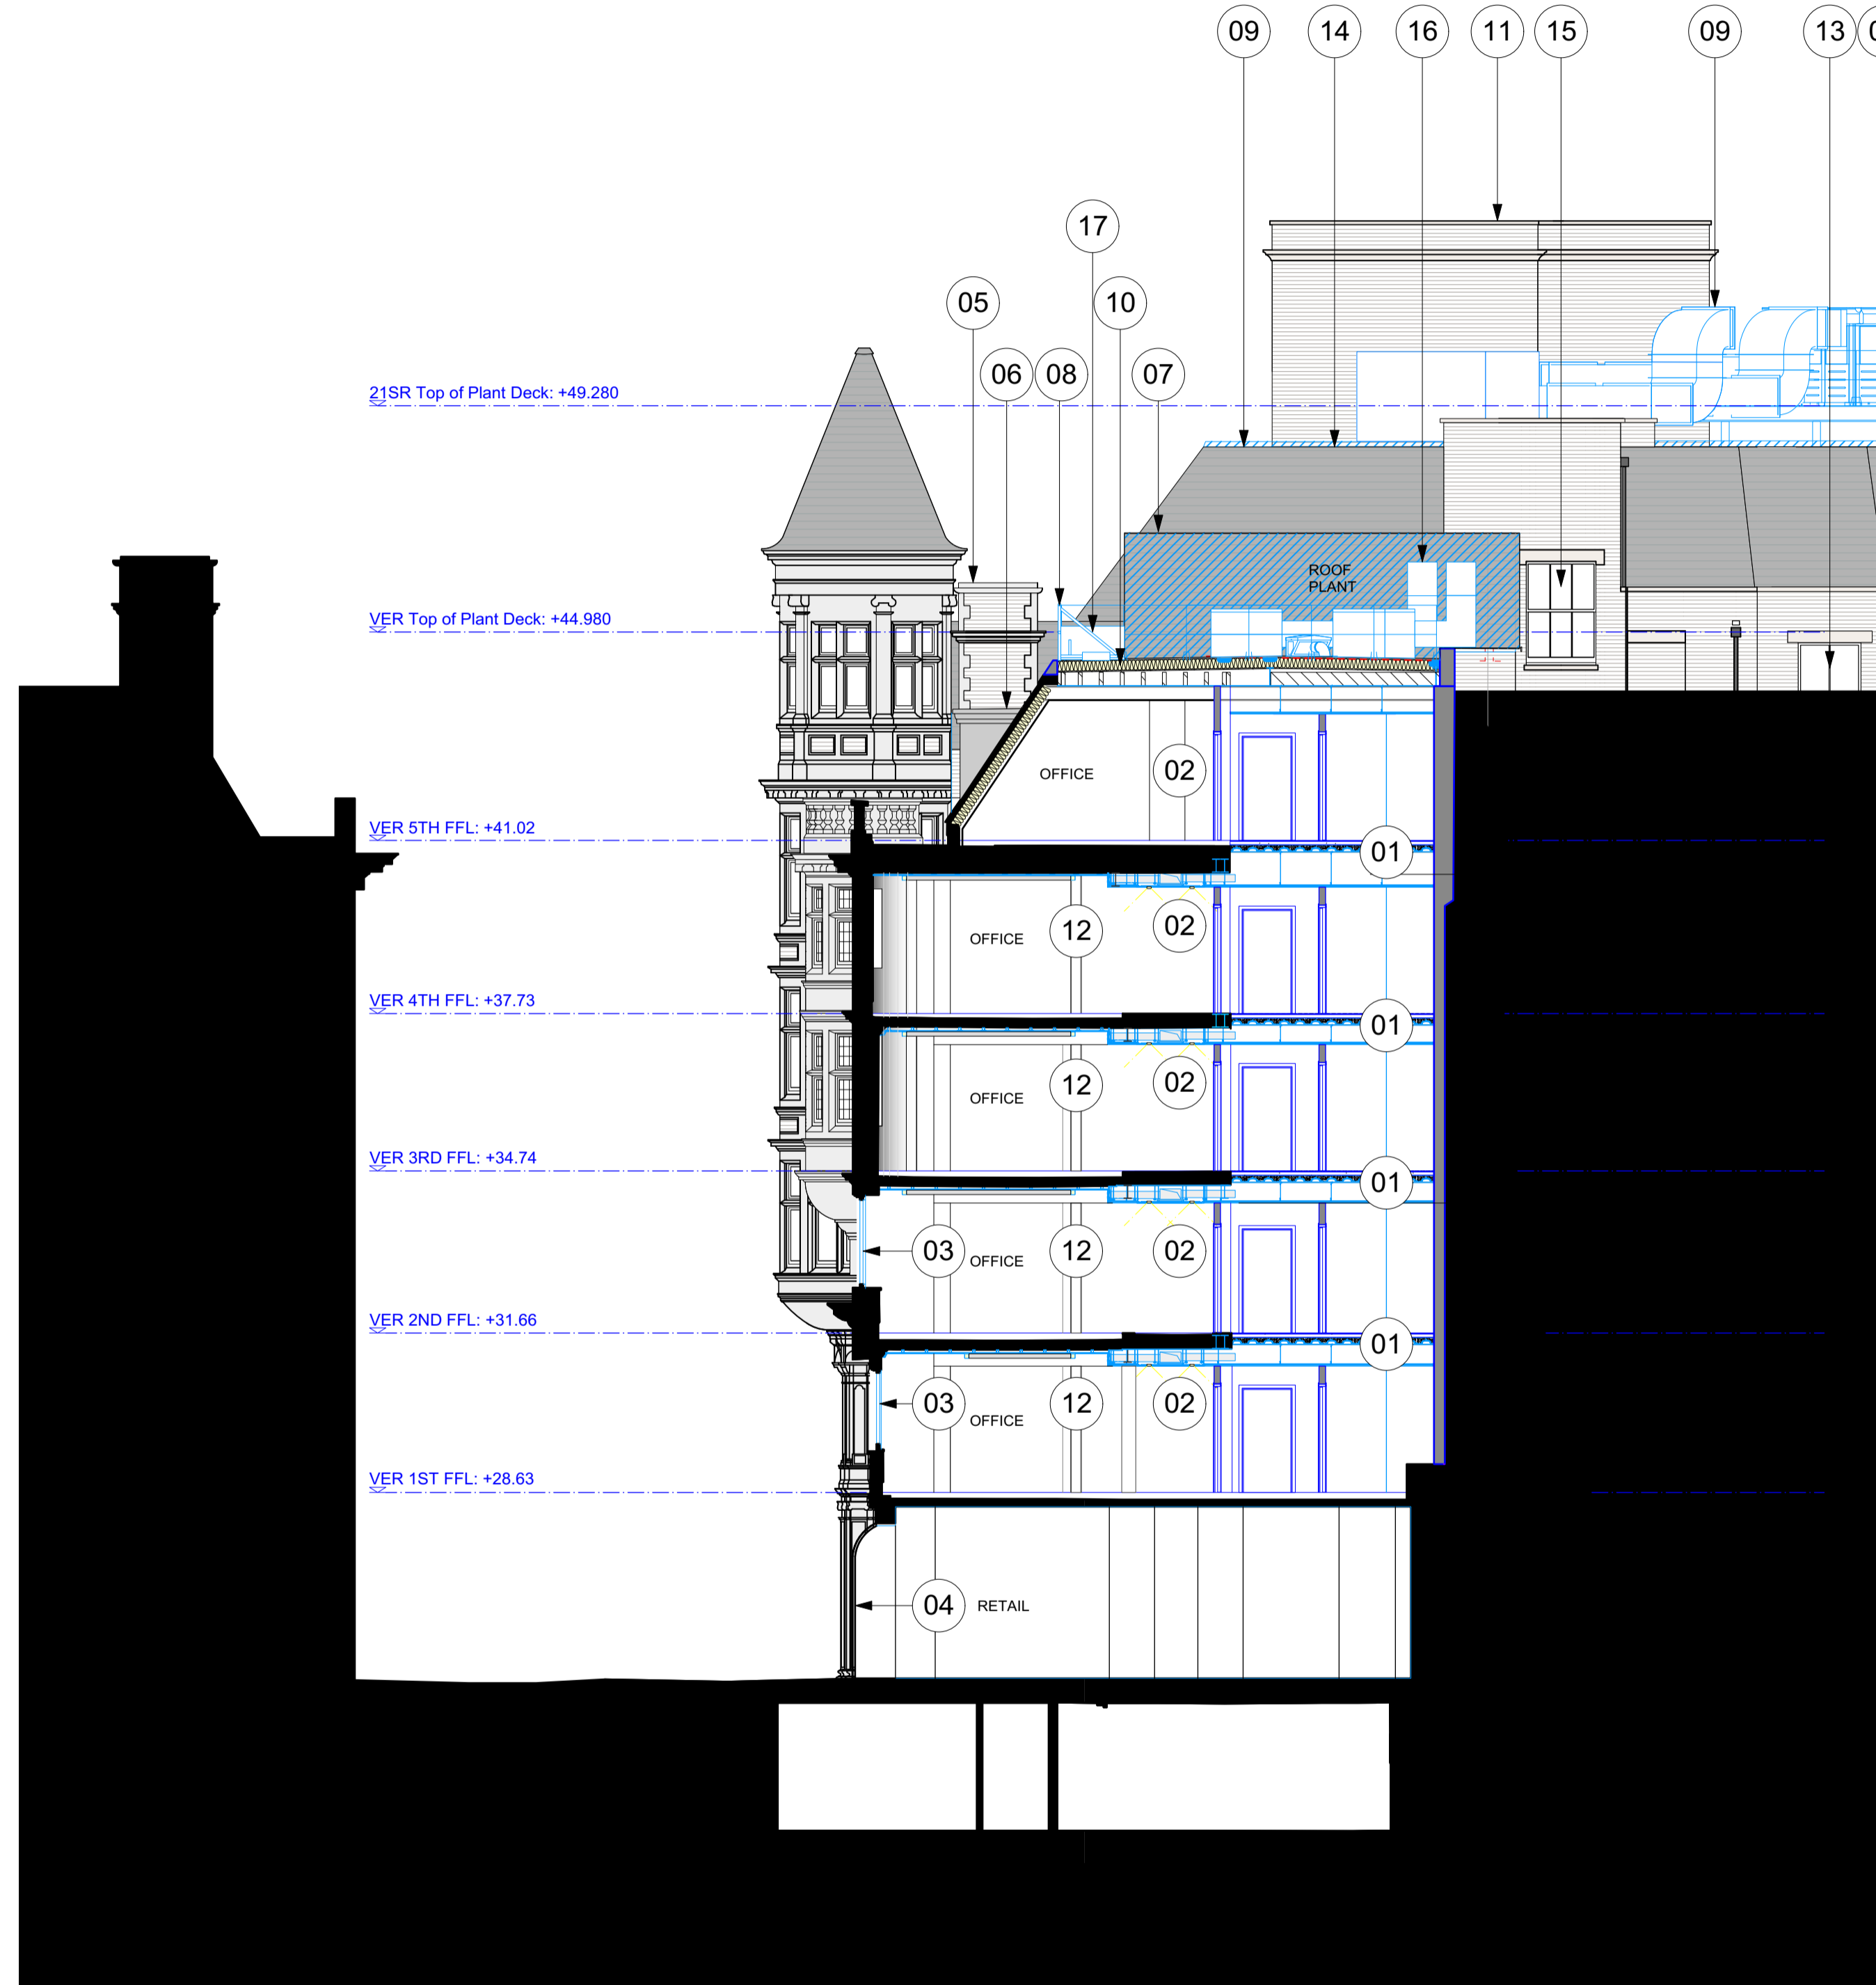 09 14 16 11 15 09 13
17
05 10
06 08 07
21SR Top of Plant Deck: +49.280
ROOF
PLANT
VER Top of Plant Deck: +44.980
OFFICE 02
VER 5TH FFL: +41.02
01
12 02
OFFICE
VER 4TH FFL: +37.73
01
12 02
OFFICE
VER 3RD FFL: +34.74
01
03 12 02
OFFICE
VER 2ND FFL: +31.66
01
03 12 02
OFFICE
VER 1ST FFL: +28.63
04 RETAIL